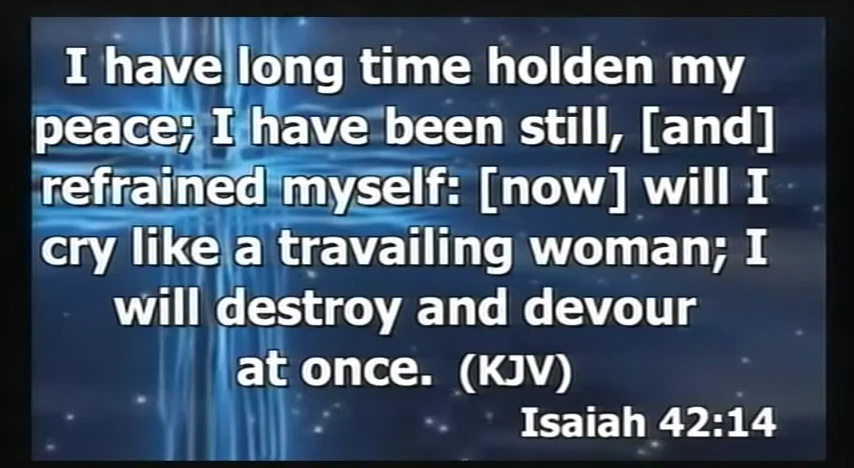 I have long time holden my
peace; I have been still, [and]
refrained myself: [now] will I
cry like a travailing woman; I
will destroy and devour
at once. (KJV)
Isaiah 42:14